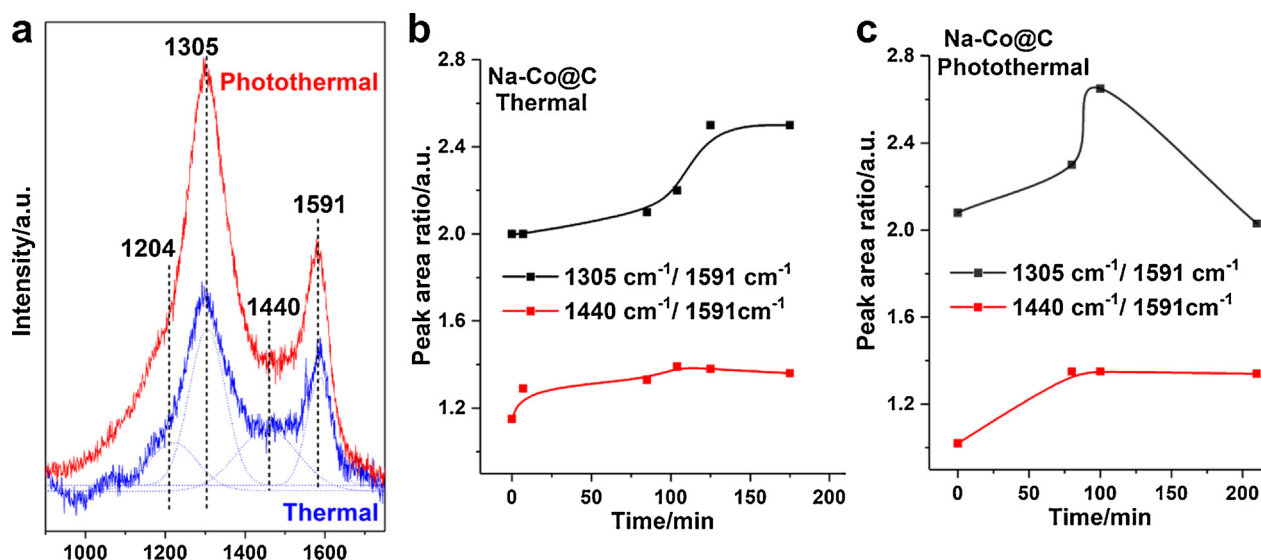 a
1305
Photothermal
1591
1204
1440
Thermal
Intensity/a.u.
1000 1200 1400 1600
b
Na-Co@C
Thermal
2.8
2.4
2.0
1.6
1.2
Peak area ratio/a.u.
1305 cm⁻¹/ 1591 cm⁻¹
1440 cm⁻¹/ 1591cm⁻¹
0 50 100 150 200
Time/min
c
Na-Co@C
Photothermal
2.8
2.4
2.0
1.6
1.2
Peak area ratio/a.u.
1305 cm⁻¹/ 1591 cm⁻¹
1440 cm⁻¹/ 1591cm⁻¹
0 50 100 150 200
Time/min